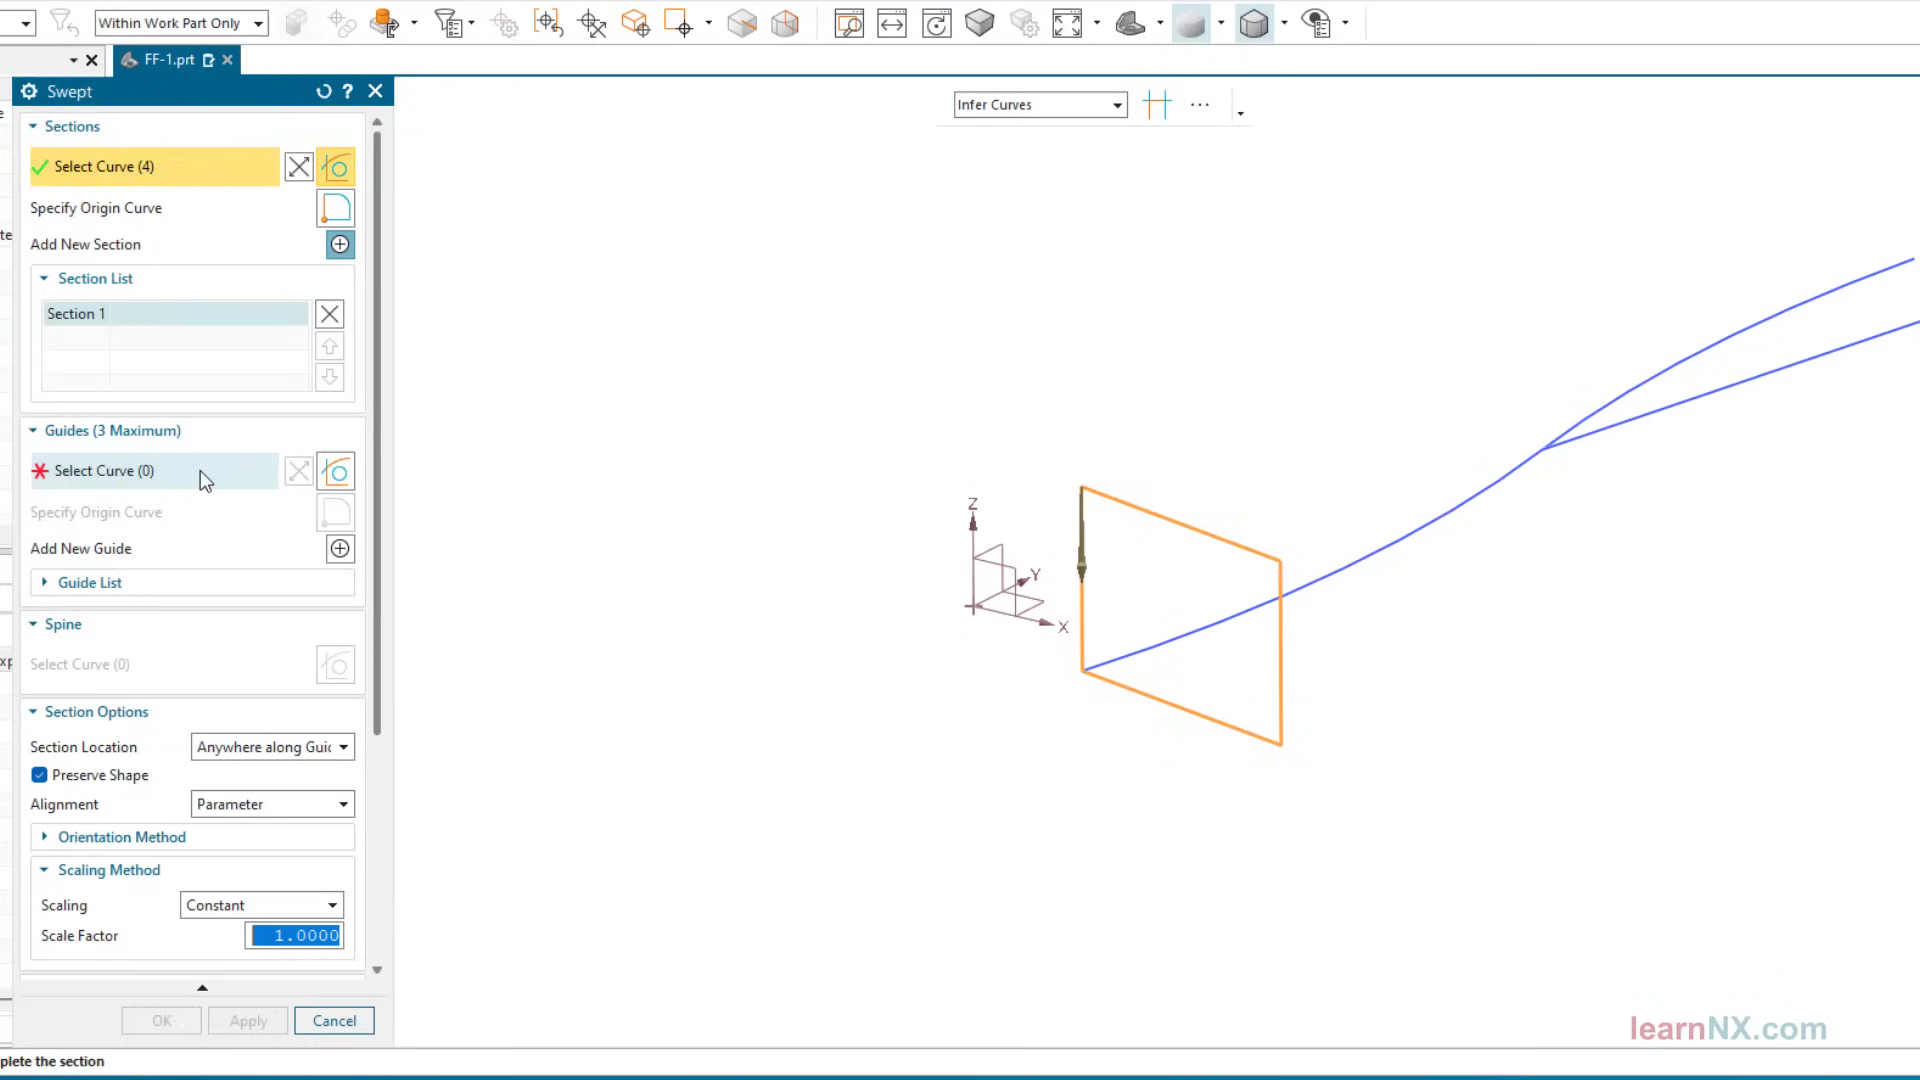 Within Work Part Only
FF-1.prt
Swept
?
Infer Curves
Sections
Select Curve (4)
Specify Origin Curve
Add New Section
Section List
Section 1
Guides (3 Maximum)
Select Curve (0)
Specify Origin Curve
Add New Guide
Guide List
Spine
Select Curve (0)
Section Options
Section Location
Anywhere along Guid
Preserve Shape
Alignment
Parameter
Orientation Method
Scaling Method
Scaling
Constant
Scale Factor
1.0000
OK
Apply
Cancel
plete the section
Z
Y
X
learnNX.com